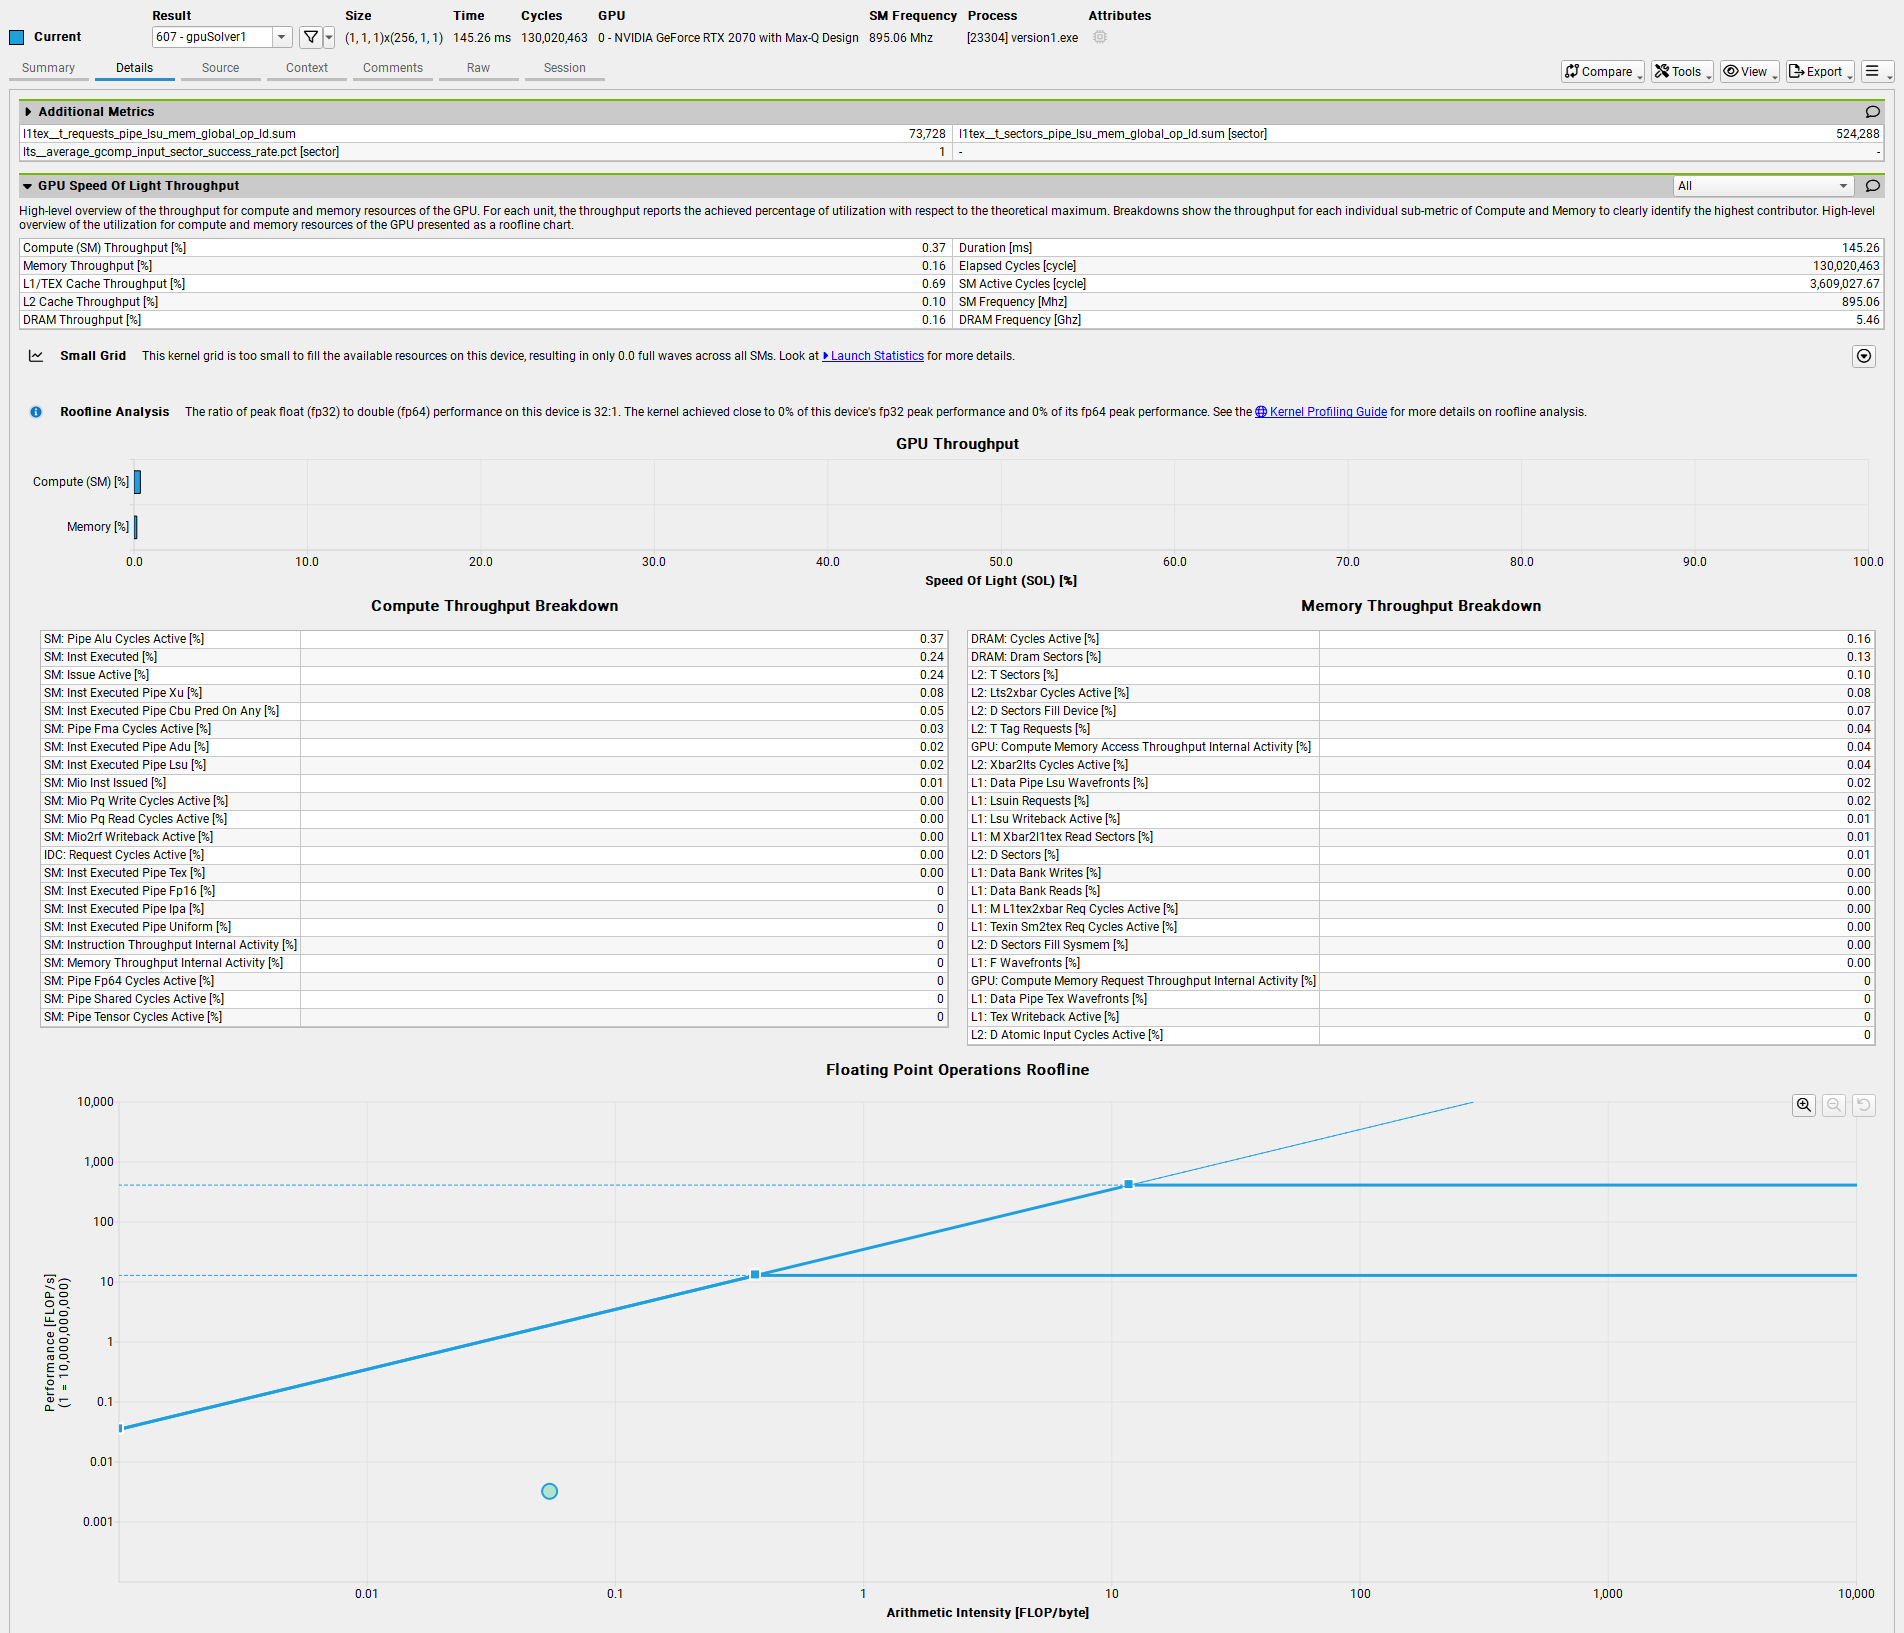 Result Size Time Cycles GPU SM Frequency Process Attributes
Current 607 - gpuSolver1 (1, 1, 1)x(256, 1, 1) 145.26 ms 130,020,463 0 - NVIDIA GeForce RTX 2070 with Max-Q Design 895.06 Mhz [23304] version1.exe
Summary Details Source Context Comments Raw Session Compare Tools View Export
Additional Metrics
l1tex__t_requests_pipe_lsu_mem_global_op_ld.sum 73,728 l1tex__t_sectors_pipe_lsu_mem_global_op_ld.sum [sector] 524,288
lts__average_gcomp_input_sector_success_rate.pct [sector] 1 - -
GPU Speed Of Light Throughput All
High-level overview of the throughput for compute and memory resources of the GPU. For each unit, the throughput reports the achieved percentage of utilization with respect to the theoretical maximum. Breakdowns show the throughput for each individual sub-metric of Compute and Memory to clearly identify the highest contributor. High-level
overview of the utilization for compute and memory resources of the GPU presented as a roofline chart.
Compute (SM) Throughput [%] 0.37 Duration [ms] 145.26
Memory Throughput [%] 0.16 Elapsed Cycles [cycle] 130,020,463
L1/TEX Cache Throughput [%] 0.69 SM Active Cycles [cycle] 3,609,027.67
L2 Cache Throughput [%] 0.10 SM Frequency [Mhz] 895.06
DRAM Throughput [%] 0.16 DRAM Frequency [Ghz] 5.46
Small Grid This kernel grid is too small to fill the available resources on this device, resulting in only 0.0 full waves across all SMs. Look at Launch Statistics for more details.
Roofline Analysis The ratio of peak float (fp32) to double (fp64) performance on this device is 32:1. The kernel achieved close to 0% of this device's fp32 peak performance and 0% of its fp64 peak performance. See the Kernel Profiling Guide for more details on roofline analysis.
GPU Throughput
Compute (SM) [%]
Memory [%]
0.0 10.0 20.0 30.0 40.0 50.0 60.0 70.0 80.0 90.0 100.0
Speed Of Light (SOL) [%]
Compute Throughput Breakdown
SM: Pipe Alu Cycles Active [%] 0.37
SM: Inst Executed [%] 0.24
SM: Issue Active [%] 0.24
SM: Inst Executed Pipe Xu [%] 0.08
SM: Inst Executed Pipe Cbu Pred On Any [%] 0.05
SM: Pipe Fma Cycles Active [%] 0.03
SM: Inst Executed Pipe Adu [%] 0.02
SM: Inst Executed Pipe Lsu [%] 0.02
SM: Mio Inst Issued [%] 0.01
SM: Mio Pq Write Cycles Active [%] 0.00
SM: Mio Pq Read Cycles Active [%] 0.00
SM: Mio2rf Writeback Active [%] 0.00
IDC: Request Cycles Active [%] 0.00
SM: Inst Executed Pipe Tex [%] 0.00
SM: Inst Executed Pipe Fp16 [%] 0
SM: Inst Executed Pipe Ipa [%] 0
SM: Inst Executed Pipe Uniform [%] 0
SM: Instruction Throughput Internal Activity [%] 0
SM: Memory Throughput Internal Activity [%] 0
SM: Pipe Fp64 Cycles Active [%] 0
SM: Pipe Shared Cycles Active [%] 0
SM: Pipe Tensor Cycles Active [%] 0
Memory Throughput Breakdown
DRAM: Cycles Active [%] 0.16
DRAM: Dram Sectors [%] 0.13
L2: T Sectors [%] 0.10
L2: Lts2xbar Cycles Active [%] 0.08
L2: D Sectors Fill Device [%] 0.07
L2: T Tag Requests [%] 0.04
GPU: Compute Memory Access Throughput Internal Activity [%] 0.04
L2: Xbar2lts Cycles Active [%] 0.04
L1: Data Pipe Lsu Wavefronts [%] 0.02
L1: Lsuin Requests [%] 0.02
L1: Lsu Writeback Active [%] 0.01
L1: M Xbar2l1tex Read Sectors [%] 0.01
L2: D Sectors [%] 0.01
L1: Data Bank Writes [%] 0.00
L1: Data Bank Reads [%] 0.00
L1: M L1tex2xbar Req Cycles Active [%] 0.00
L1: Texin Sm2tex Req Cycles Active [%] 0.00
L2: D Sectors Fill Sysmem [%] 0.00
L1: F Wavefronts [%] 0.00
GPU: Compute Memory Request Throughput Internal Activity [%] 0
L1: Data Pipe Tex Wavefronts [%] 0
L1: Tex Writeback Active [%] 0
L2: D Atomic Input Cycles Active [%] 0
Floating Point Operations Roofline
Performance [FLOP/s]
(1 = 10,000,000,000)
10,000
1,000
100
10
1
0.1
0.01
0.001
0.01 0.1 1 10 100 1,000 10,000
Arithmetic Intensity [FLOP/byte]